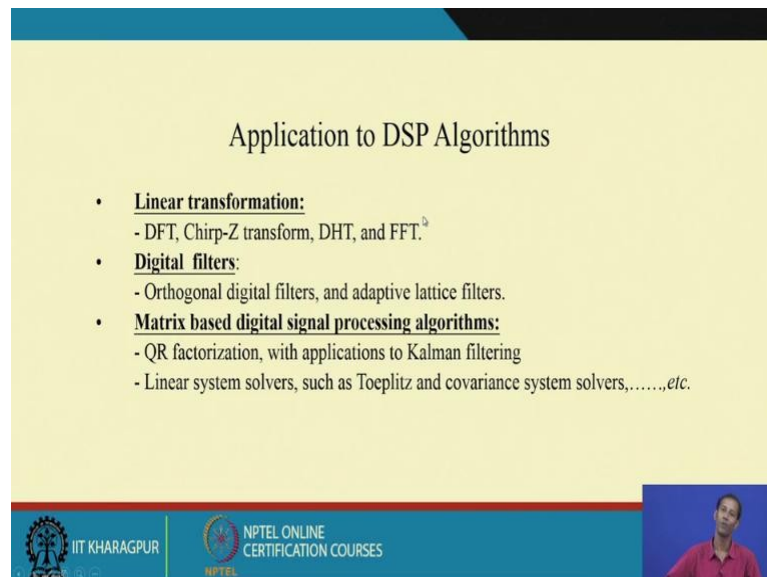 Application to DSP Algorithms
• Linear transformation:
- DFT, Chirp-Z transform, DHT, and FFT.
• Digital filters:
- Orthogonal digital filters, and adaptive lattice filters.
• Matrix based digital signal processing algorithms:
- QR factorization, with applications to Kalman filtering
- Linear system solvers, such as Toeplitz and covariance system solvers,……,etc.
IIT KHARAGPUR
NPTEL
NPTEL ONLINE
CERTIFICATION COURSES